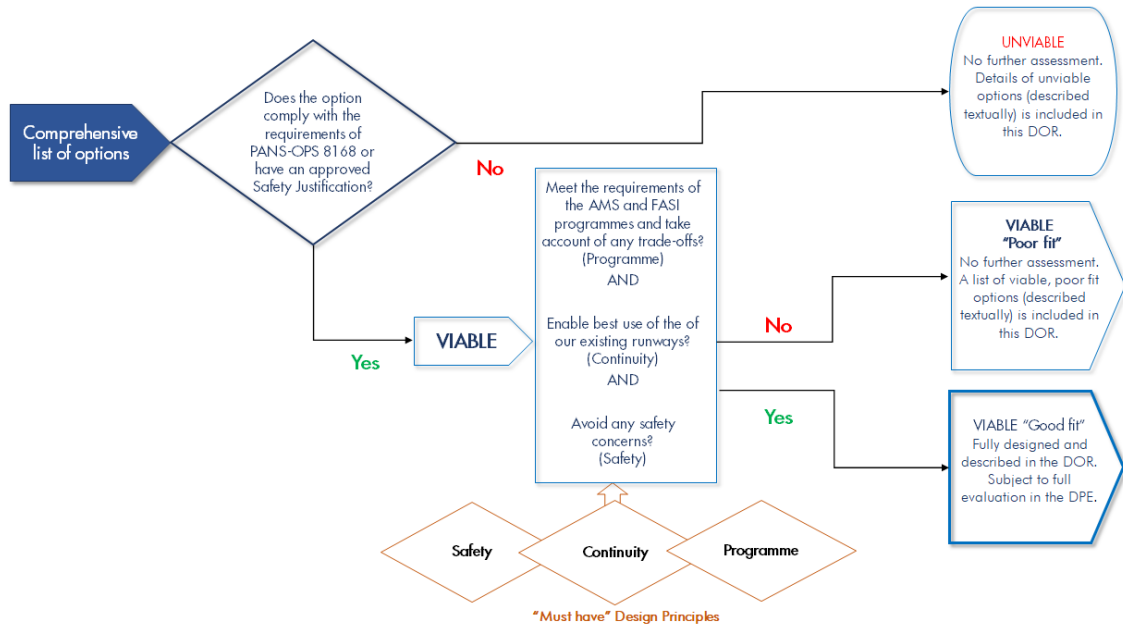 Comprehensive
list of options
Does the option
comply with the
requirements of
PANS-OPS 8168 or
have an approved
Safety Justification?
No
Yes
VIABLE
Meet the requirements of
the AMS and FASI
programmes and take
account of any trade-offs?
(Programme)
AND
Enable best use of the of
our existing runways?
(Continuity)
AND
Avoid any safety
concerns?
(Safety)
No
Yes
UNVIABLE
No further assessment.
Details of unviable
options (described
textually) is included in
this DOR.
VIABLE
"Poor fit"
No further assessment.
A list of viable, poor fit
options (described
textually) is included in
this DOR.
VIABLE "Good fit"
Fully designed and
described in the DOR.
Subject to full
evaluation in the DPE.
Safety
Continuity
Programme
"Must have" Design Principles